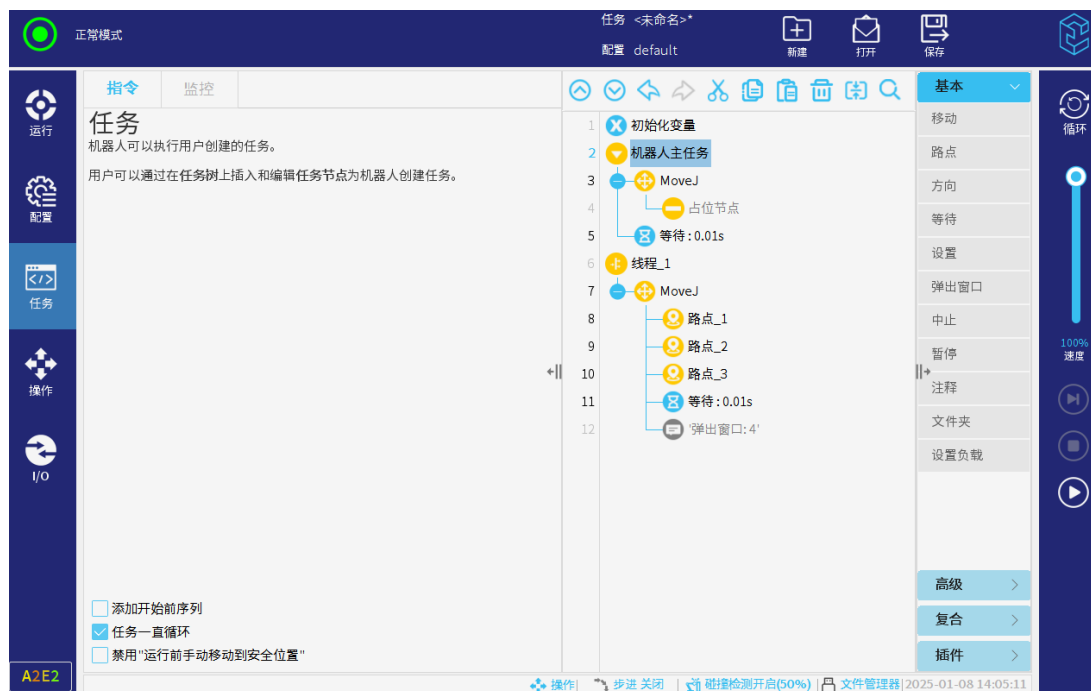 正常模式
任务 <未命名>*
配置 default
新建
打开
保存
运行
配置
任务
操作
I/O
A2E2
指令
监控
任务
机器人可以执行用户创建的任务。
用户可以通过在任务树上插入和编辑任务节点为机器人创建任务。
添加开始前序列
任务一直循环
禁用"运行前手动移动到安全位置"
1 初始化变量
2 机器人主任务
3 MoveJ
4 占位节点
5 等待:0.01s
6 线程_1
7 MoveJ
8 路点_1
9 路点_2
10 路点_3
11 等待:0.01s
12 '弹出窗口:4'
基本
移动
路点
方向
等待
设置
弹出窗口
中止
暂停
注释
文件夹
设置负载
高级
复合
插件
循环
100%
速度
操作| 步进 关闭 | 碰撞检测开启(50%) | 文件管理器|2025-01-08 14:05:11